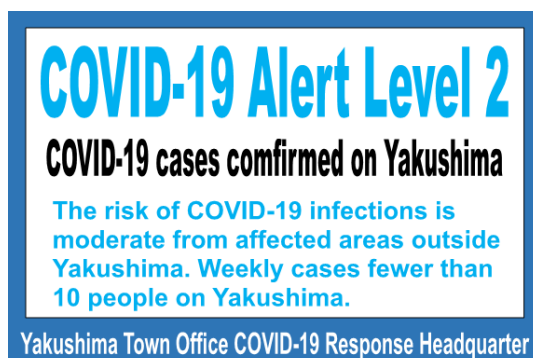 COVID-19 Alert Level 2
COVID-19 cases comfirmed on Yakushima
The risk of COVID-19 infections is
moderate from affected areas outside
Yakushima. Weekly cases fewer than
10 people on Yakushima.
Yakushima Town Office COVID-19 Response Headquarter